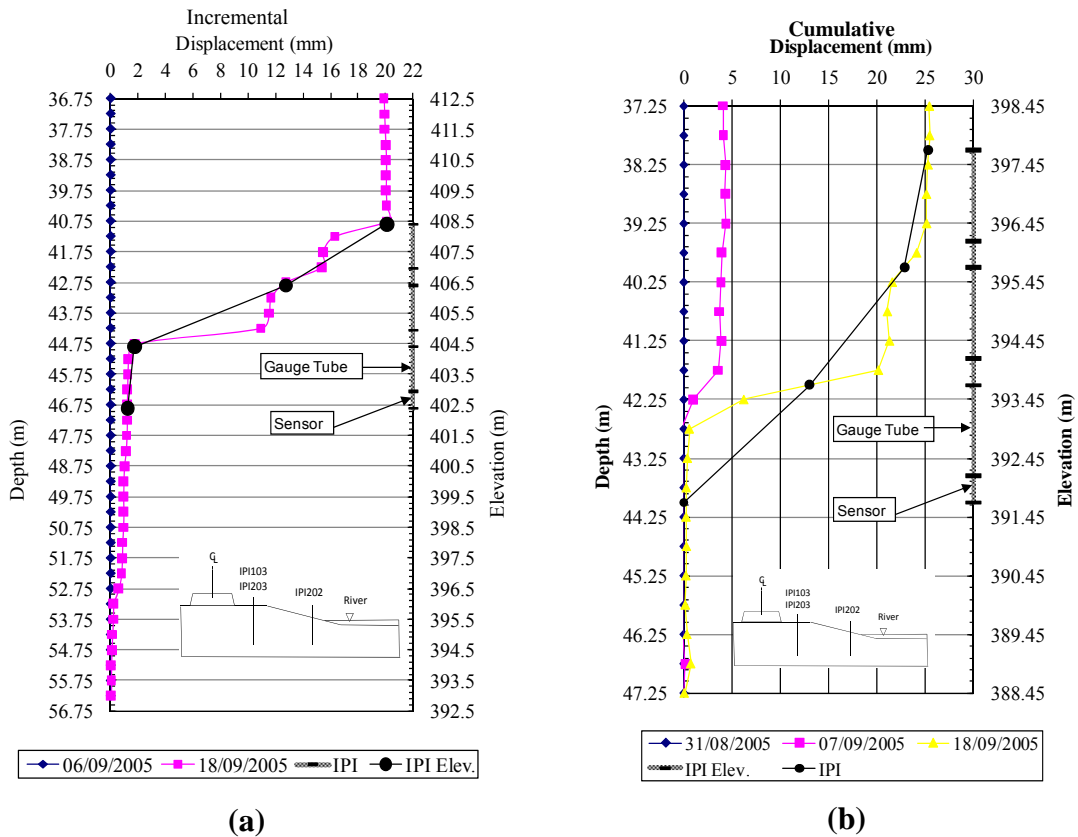 Incremental
Displacement (mm)
0 2 4 6 8 10 12 14 16 18 20 22
36.75
37.75
38.75
39.75
40.75
41.75
42.75
43.75
44.75
45.75
46.75
47.75
48.75
49.75
50.75
51.75
52.75
53.75
54.75
55.75
56.75
Depth (m)
412.5
411.5
410.5
409.5
408.5
407.5
406.5
405.5
404.5
403.5
402.5
401.5
400.5
399.5
398.5
397.5
396.5
395.5
394.5
393.5
392.5
Elevation (m)
Gauge Tube
Sensor
IPI103
IPI203
IPI202
River
06/09/2005 18/09/2005 IPI IPI Elev.
(a)
Cumulative
Displacement (mm)
0 5 10 15 20 25 30
37.25
38.25
39.25
40.25
41.25
42.25
43.25
44.25
45.25
46.25
47.25
Depth (m)
398.45
397.45
396.45
395.45
394.45
393.45
392.45
391.45
390.45
389.45
388.45
Elevation (m)
Gauge Tube
Sensor
IPI103
IPI203
IPI202
River
31/08/2005 07/09/2005 18/09/2005
IPI Elev. IPI
(b)